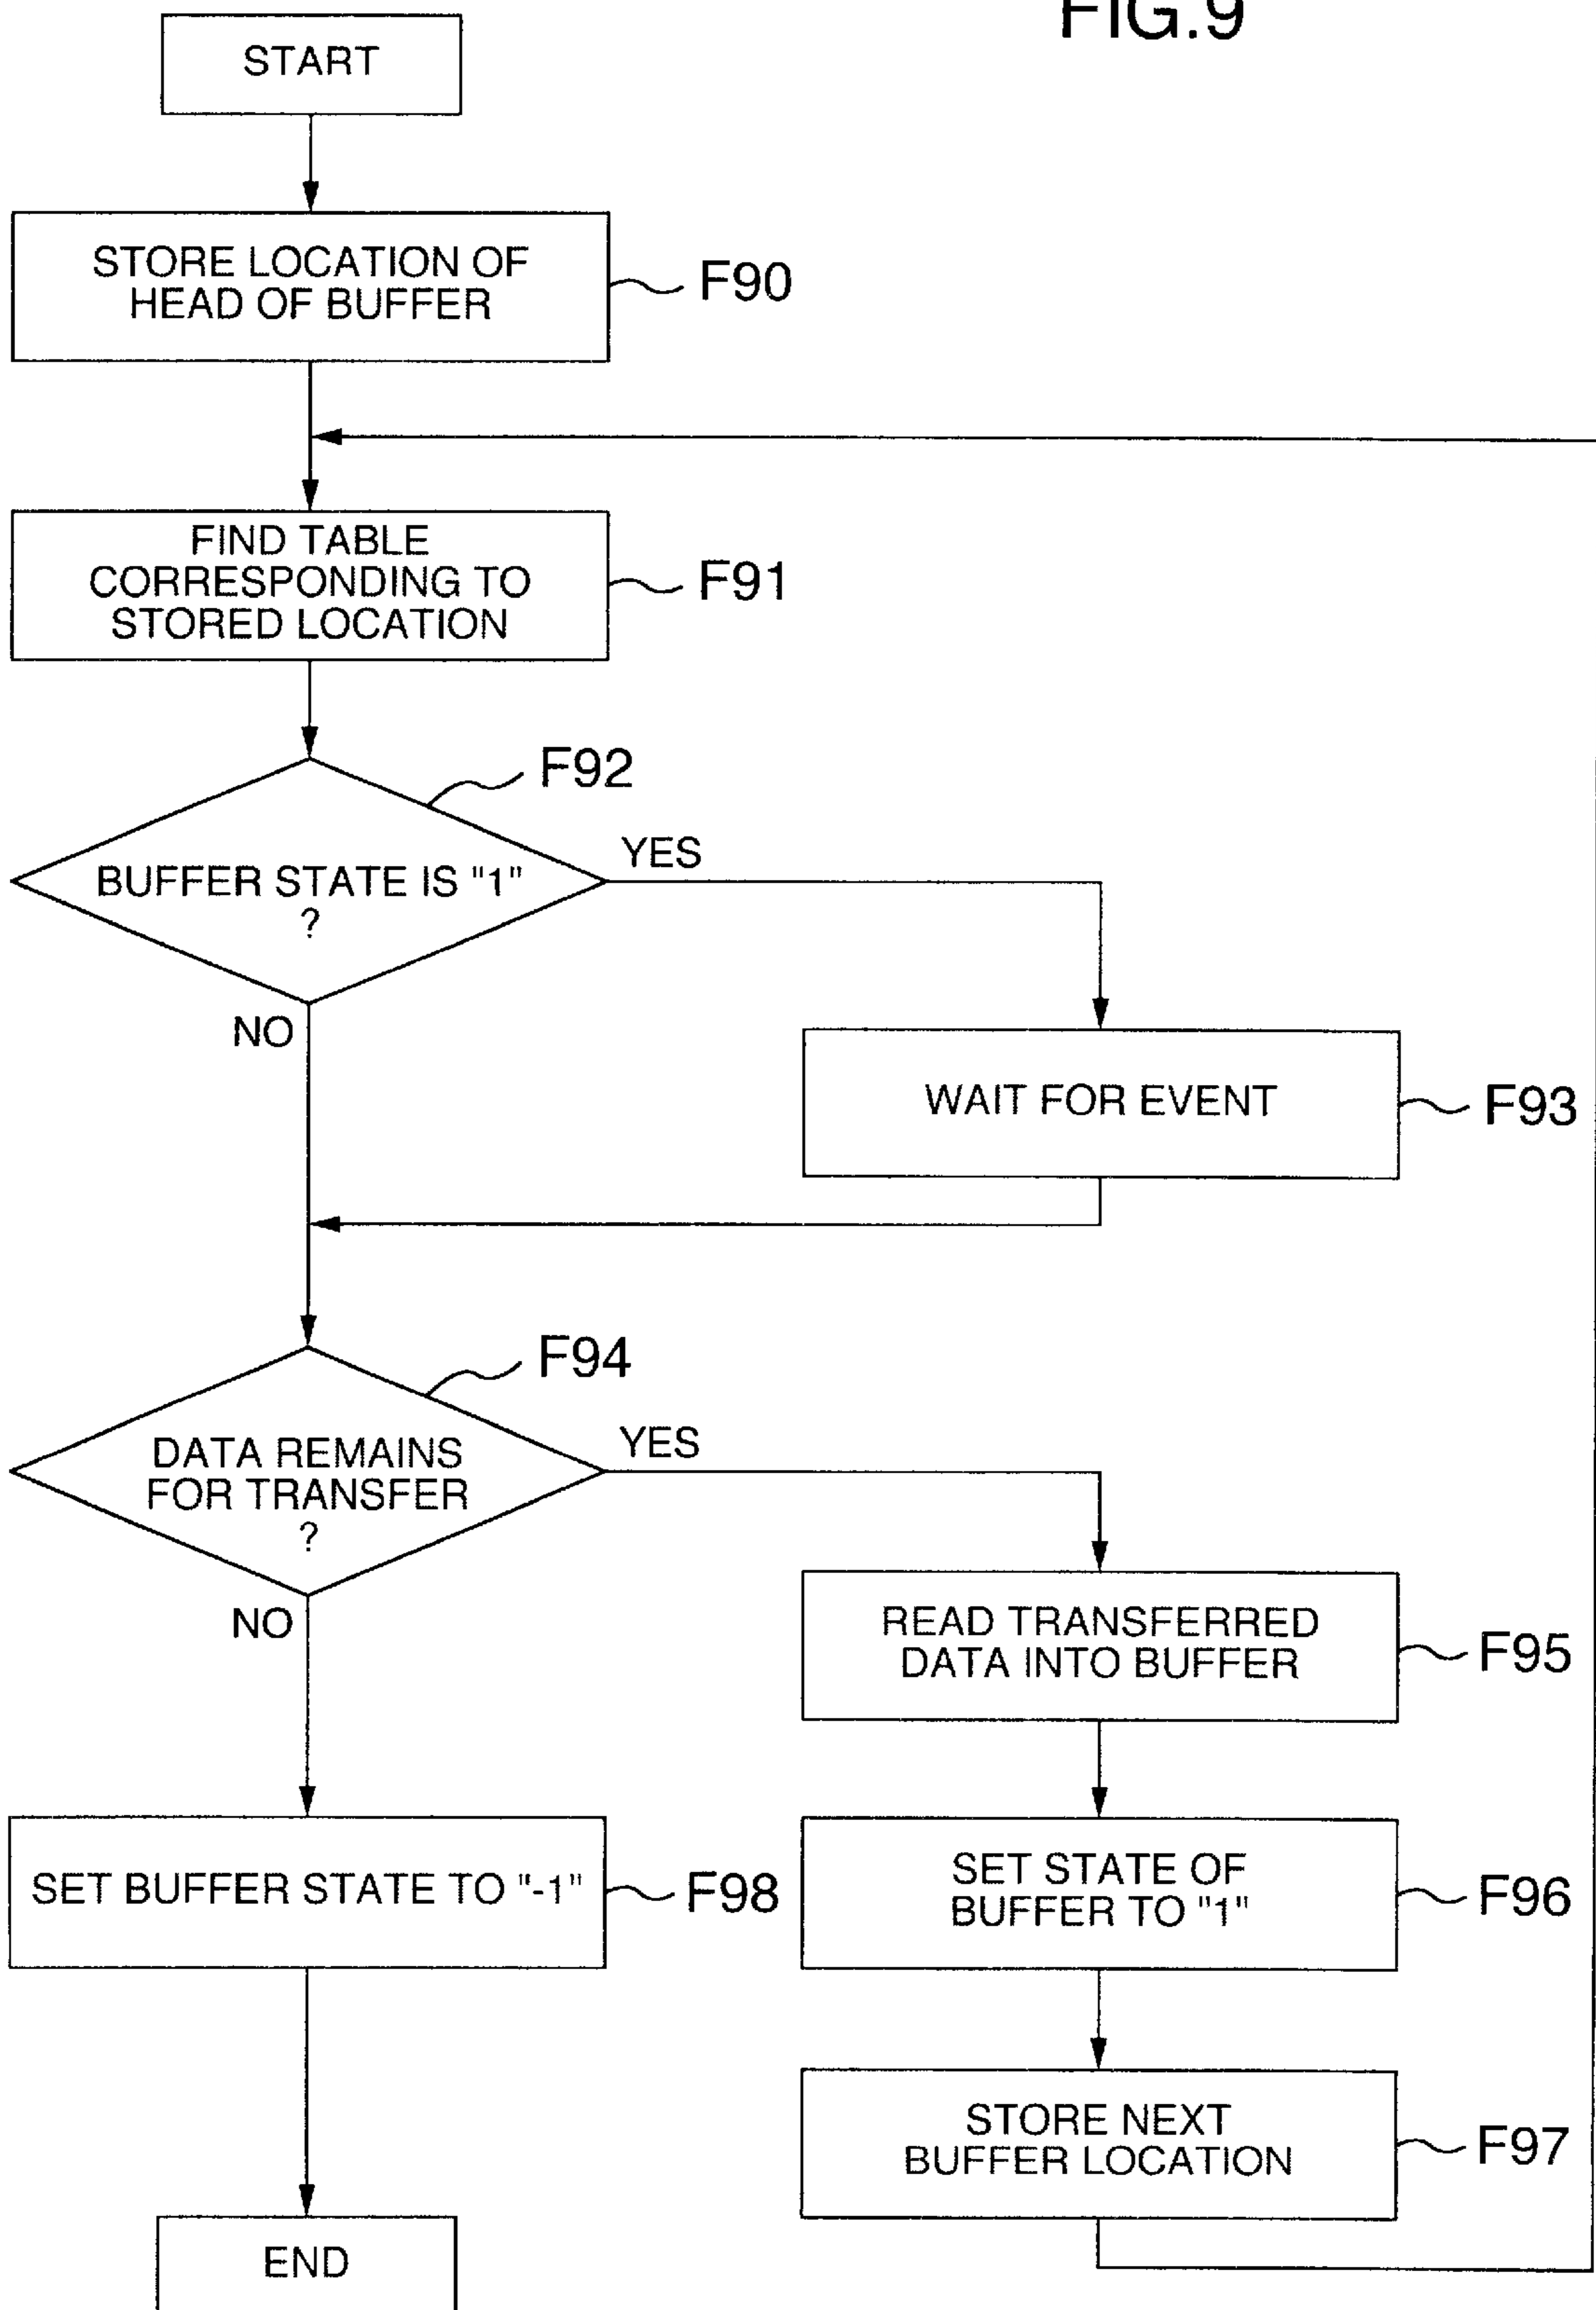 FIG.9
START
STORE LOCATION OF
HEAD OF BUFFER
F90
FIND TABLE
CORRESPONDING TO
STORED LOCATION
F91
F92
BUFFER STATE IS "1"
?
YES
NO
WAIT FOR EVENT
F93
F94
DATA REMAINS
FOR TRANSFER
?
YES
NO
READ TRANSFERRED
DATA INTO BUFFER
F95
SET BUFFER STATE TO "-1"
F98
SET STATE OF
BUFFER TO "1"
F96
STORE NEXT
BUFFER LOCATION
F97
END